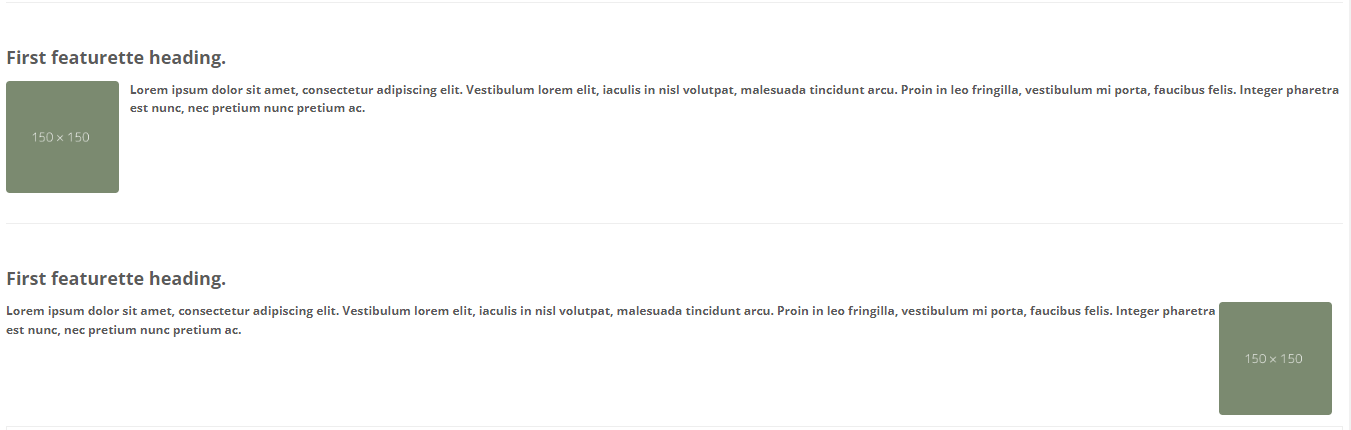 First featurette heading.
150 × 150
Lorem ipsum dolor sit amet, consectetur adipiscing elit. Vestibulum lorem elit, iaculis in nisl volutpat, malesuada tincidunt arcu. Proin in leo fringilla, vestibulum mi porta, faucibus felis. Integer pharetra
est nunc, nec pretium nunc pretium ac.
First featurette heading.
Lorem ipsum dolor sit amet, consectetur adipiscing elit. Vestibulum lorem elit, iaculis in nisl volutpat, malesuada tincidunt arcu. Proin in leo fringilla, vestibulum mi porta, faucibus felis. Integer pharetra
est nunc, nec pretium nunc pretium ac.
150 × 150